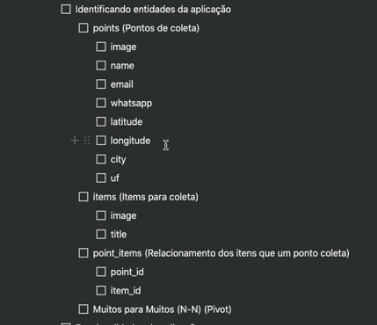 Identificando entidades da aplicação
points (Pontos de coleta)
image
name
email
whatsapp
latitude
longitude
city
uf
items (Items para coleta)
image
title
point_items (Relacionamento dos itens que um ponto coleta)
point_id
item_id
Muitos para Muitos (N-N) (Pivot)